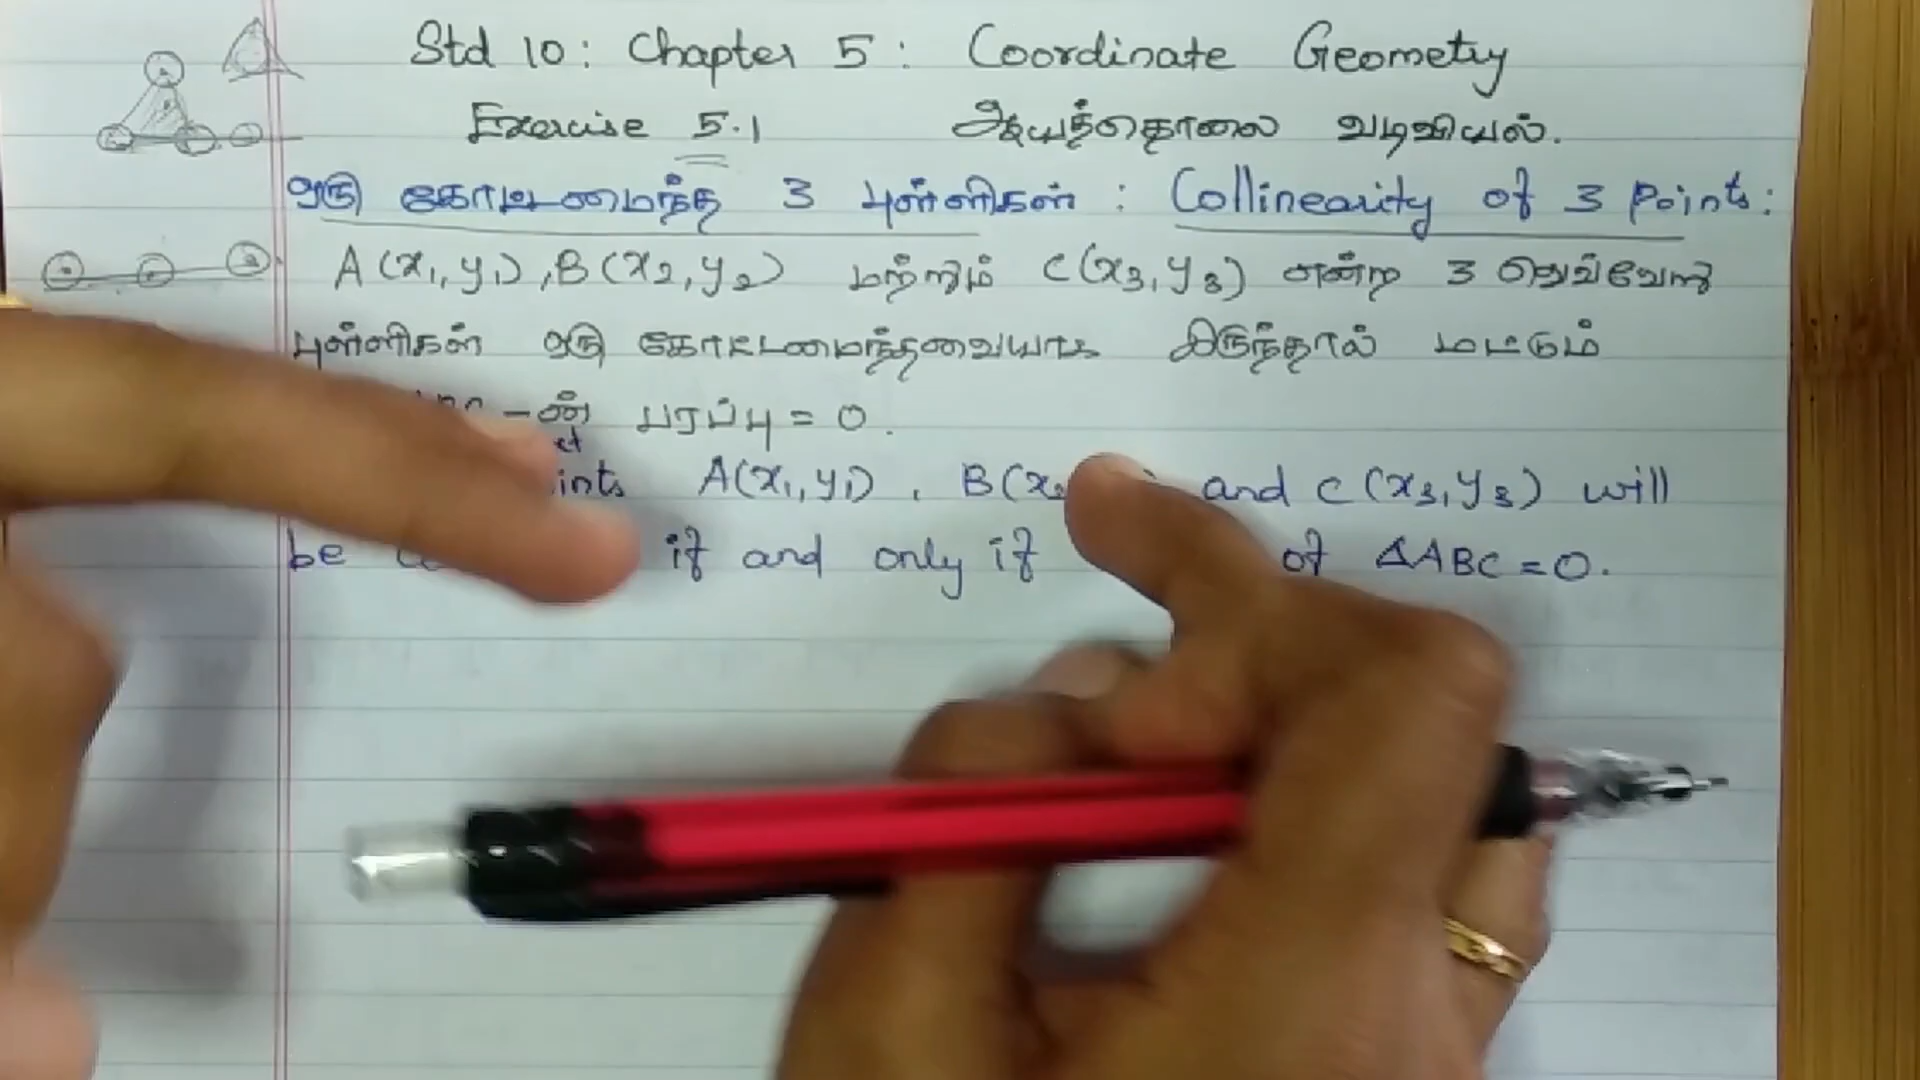 Std 10: Chapter 5: Coordinate Geometry
Exercise 5.1 ஆயத்தொலை வடிவியல்.
ஒரு கோடமைந்த 3 புள்ளிகள் : Collinearity of 3 Points:
A(x₁,y₁),B(x₂,y₂) மற்றும் C(x₃,y₃) என்ற 3 வெவ்வேறு
புள்ளிகள் ஒரு கோட்டமைந்தவையாக இருந்தால் மட்டும்
-ன் பரப்பு = 0.
A(x₁,y₁), and C(x₃,y₃) will
be if and only if of ΔABC=0.